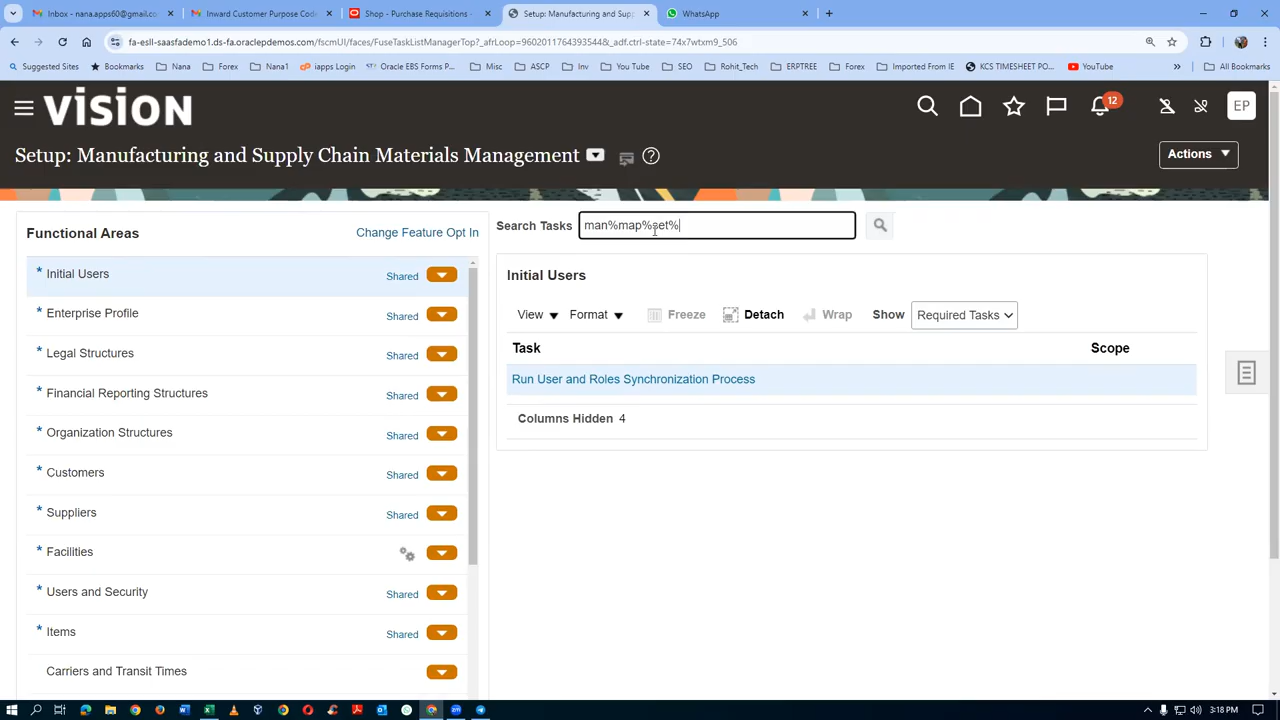 Inbox - nana.apps60@gmail.co
Inward Customer Purpose Code
Shop - Purchase Requisitions -
Setup: Manufacturing and Supp
WhatsApp
fa-esll-saasfademo1.ds-fa.oraclepdemos.com/fscmUI/faces/FuseTaskListManagerTop?_afrLoop=9602011764393544&_adf.ctrl-state=74x7wtxm9_506
Suggested Sites
Bookmarks
Nana
Forex
Nana1
iapps Login
Oracle EBS Forms P...
Misc
ASCP
Inv
You Tube
SEO
Rohit_Tech
ERPTREE
Forex
Imported From IE
KCS TIMESHEET PO...
YouTube
»
All Bookmarks
vision
12
EP
Setup: Manufacturing and Supply Chain Materials Management
Actions
Functional Areas
Change Feature Opt In
* Initial Users Shared
* Enterprise Profile Shared
* Legal Structures Shared
* Financial Reporting Structures Shared
* Organization Structures Shared
* Customers Shared
* Suppliers Shared
* Facilities
* Users and Security Shared
* Items Shared
Carriers and Transit Times
Search Tasks man%map%set%
Initial Users
View Format Freeze Detach Wrap Show Required Tasks
Task Scope
Run User and Roles Synchronization Process
Columns Hidden 4
3:18 PM